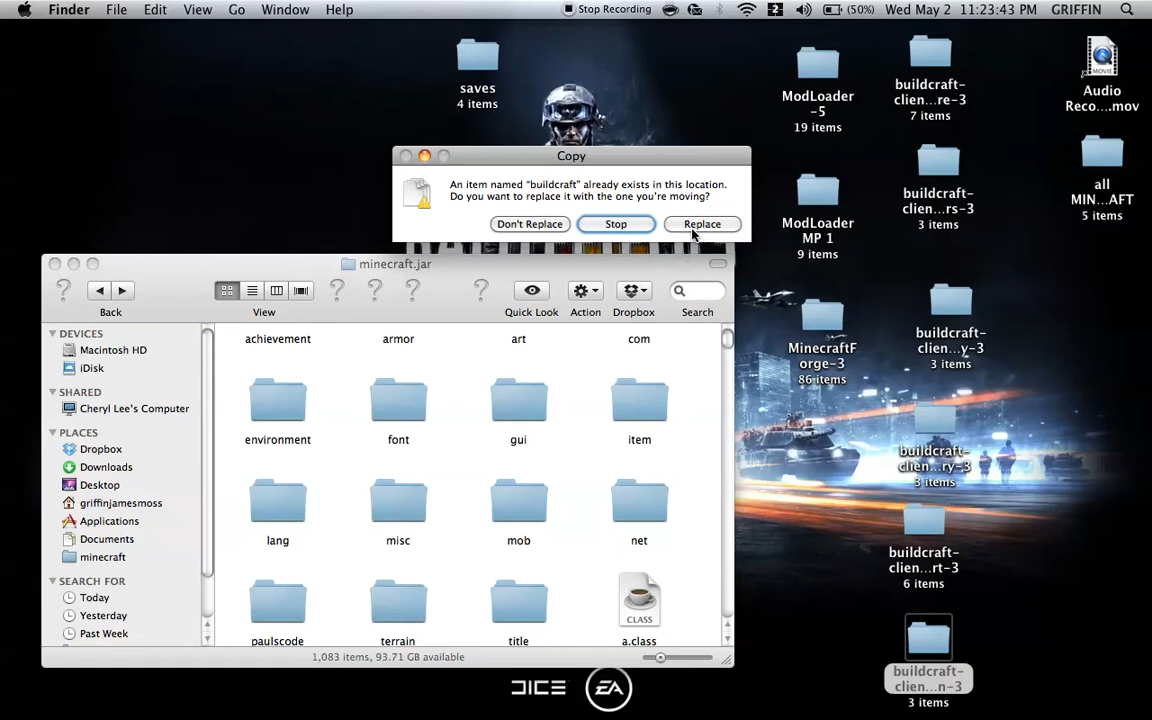 Finder File Edit View Go Window Help
Stop Recording 2 (50%) Wed May 2 11:23:43 PM GRIFFIN
saves
4 items
ModLoader
-5
19 items
buildcraft-
clien...re-3
7 items
Audio
Reco....mov
Copy
An item named “buildcraft” already exists in this location.
Do you want to replace it with the one you’re moving?
Don't Replace Stop Replace
ModLoader
MP 1
9 items
buildcraft-
clien...rs-3
3 items
all
MIN...AFT
5 items
minecraft.jar
Back View Quick Look Action Dropbox Search
MinecraftF
orge-3
86 items
buildcraft-
clien...y-3
3 items
buildcraft-
clien...ry-3
3 items
buildcraft-
clien...rt-3
6 items
buildcraft-
clien...n-3
3 items
DEVICES
Macintosh HD
iDisk
SHARED
Cheryl Lee's Computer
PLACES
Dropbox
Downloads
Desktop
griffinjamesmoss
Applications
Documents
minecraft
SEARCH FOR
Today
Yesterday
Past Week
achievement armor art com
environment font gui item
lang misc mob net
CLASS
paulscode terrain title a.class
1,083 items, 93.71 GB available
DICE EA